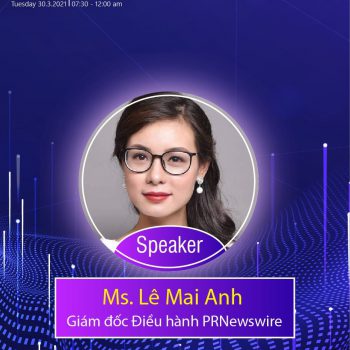 Tuesday 30.3.2021 | 07:30 - 12:00 am
Speaker
Ms. Lê Mai Anh
Giám đốc Điều hành PRNewswire